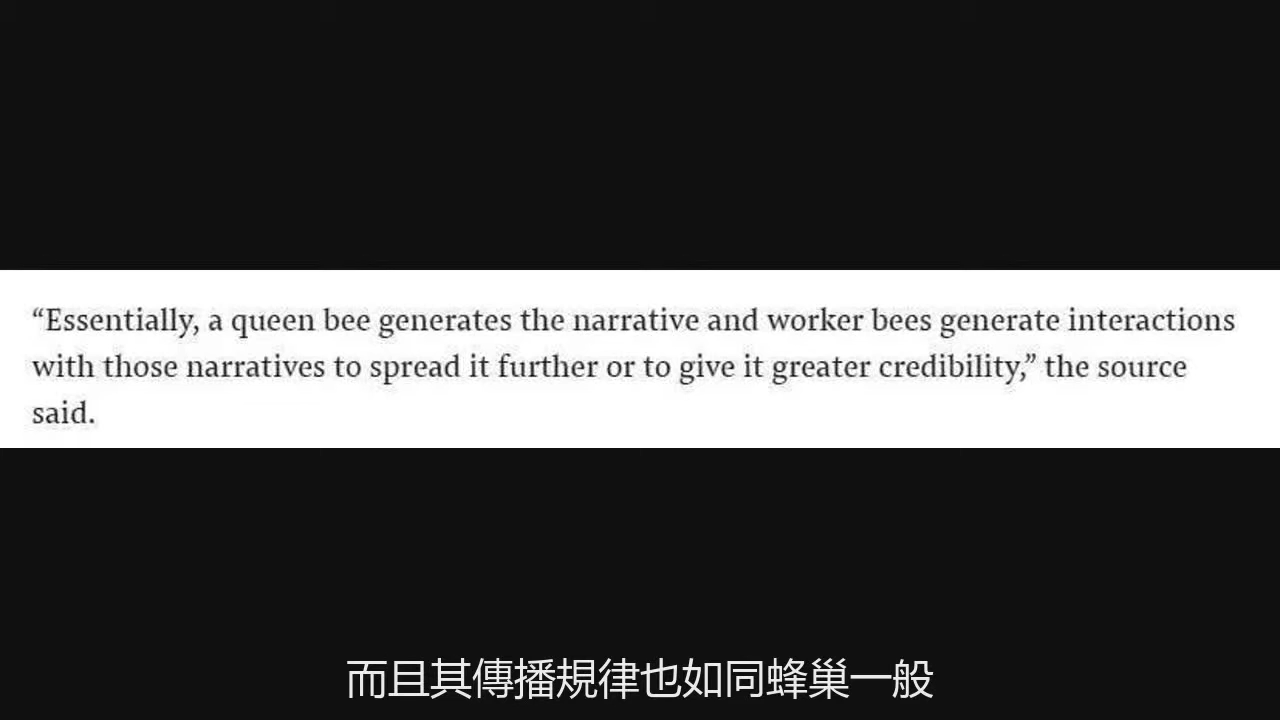 “Essentially, a queen bee generates the narrative and worker bees generate interactions
with those narratives to spread it further or to give it greater credibility,” the source
said.
而且其傳播規律也如同蜂巢一般